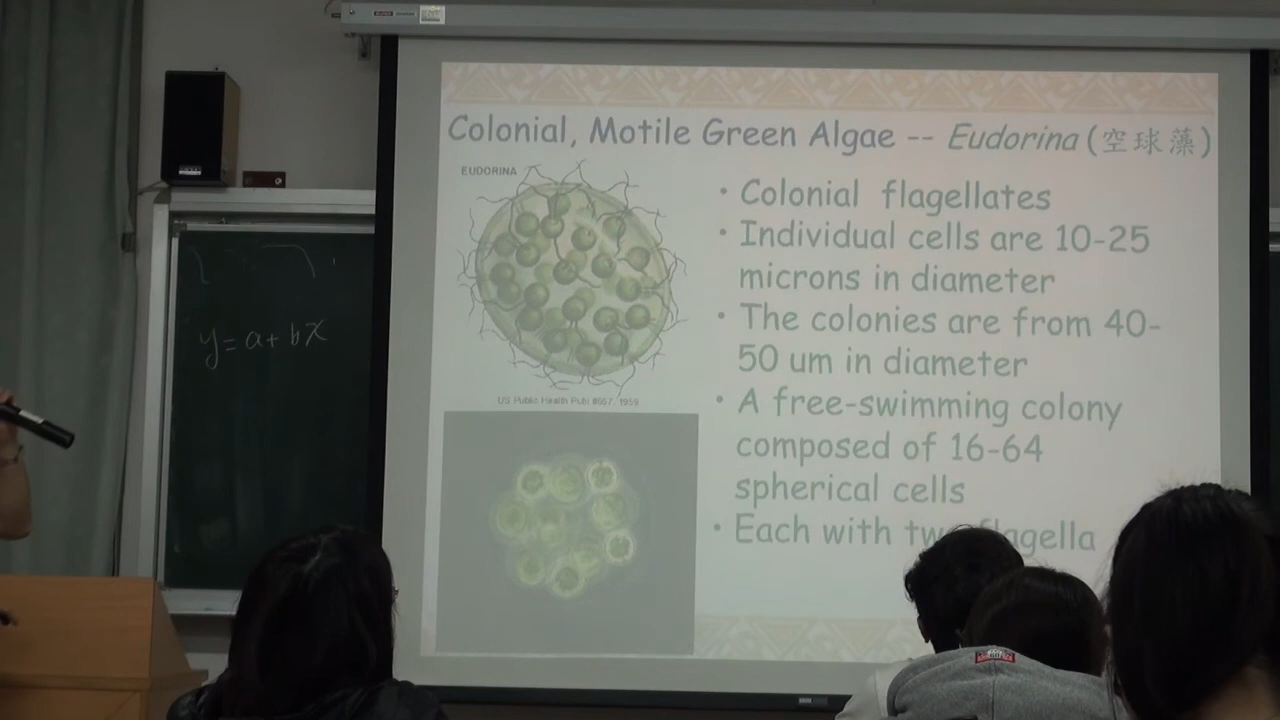 Colonial, Motile Green Algae -- Eudorina (空球藻)
EUDORINA
US Public Health Publ #657, 1959
• Colonial flagellates
• Individual cells are 10-25
microns in diameter
• The colonies are from 40-
50 um in diameter
• A free-swimming colony
composed of 16-64
spherical cells
• Each with two flagella
y=a+bx